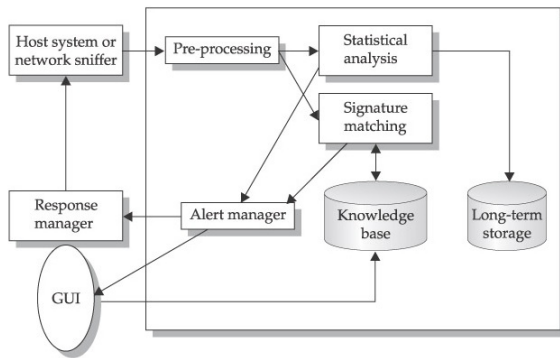 Host system or
network sniffer
Pre-processing
Statistical
analysis
Signature
matching
Response
manager
Alert manager
Knowledge
base
Long-term
storage
GUI